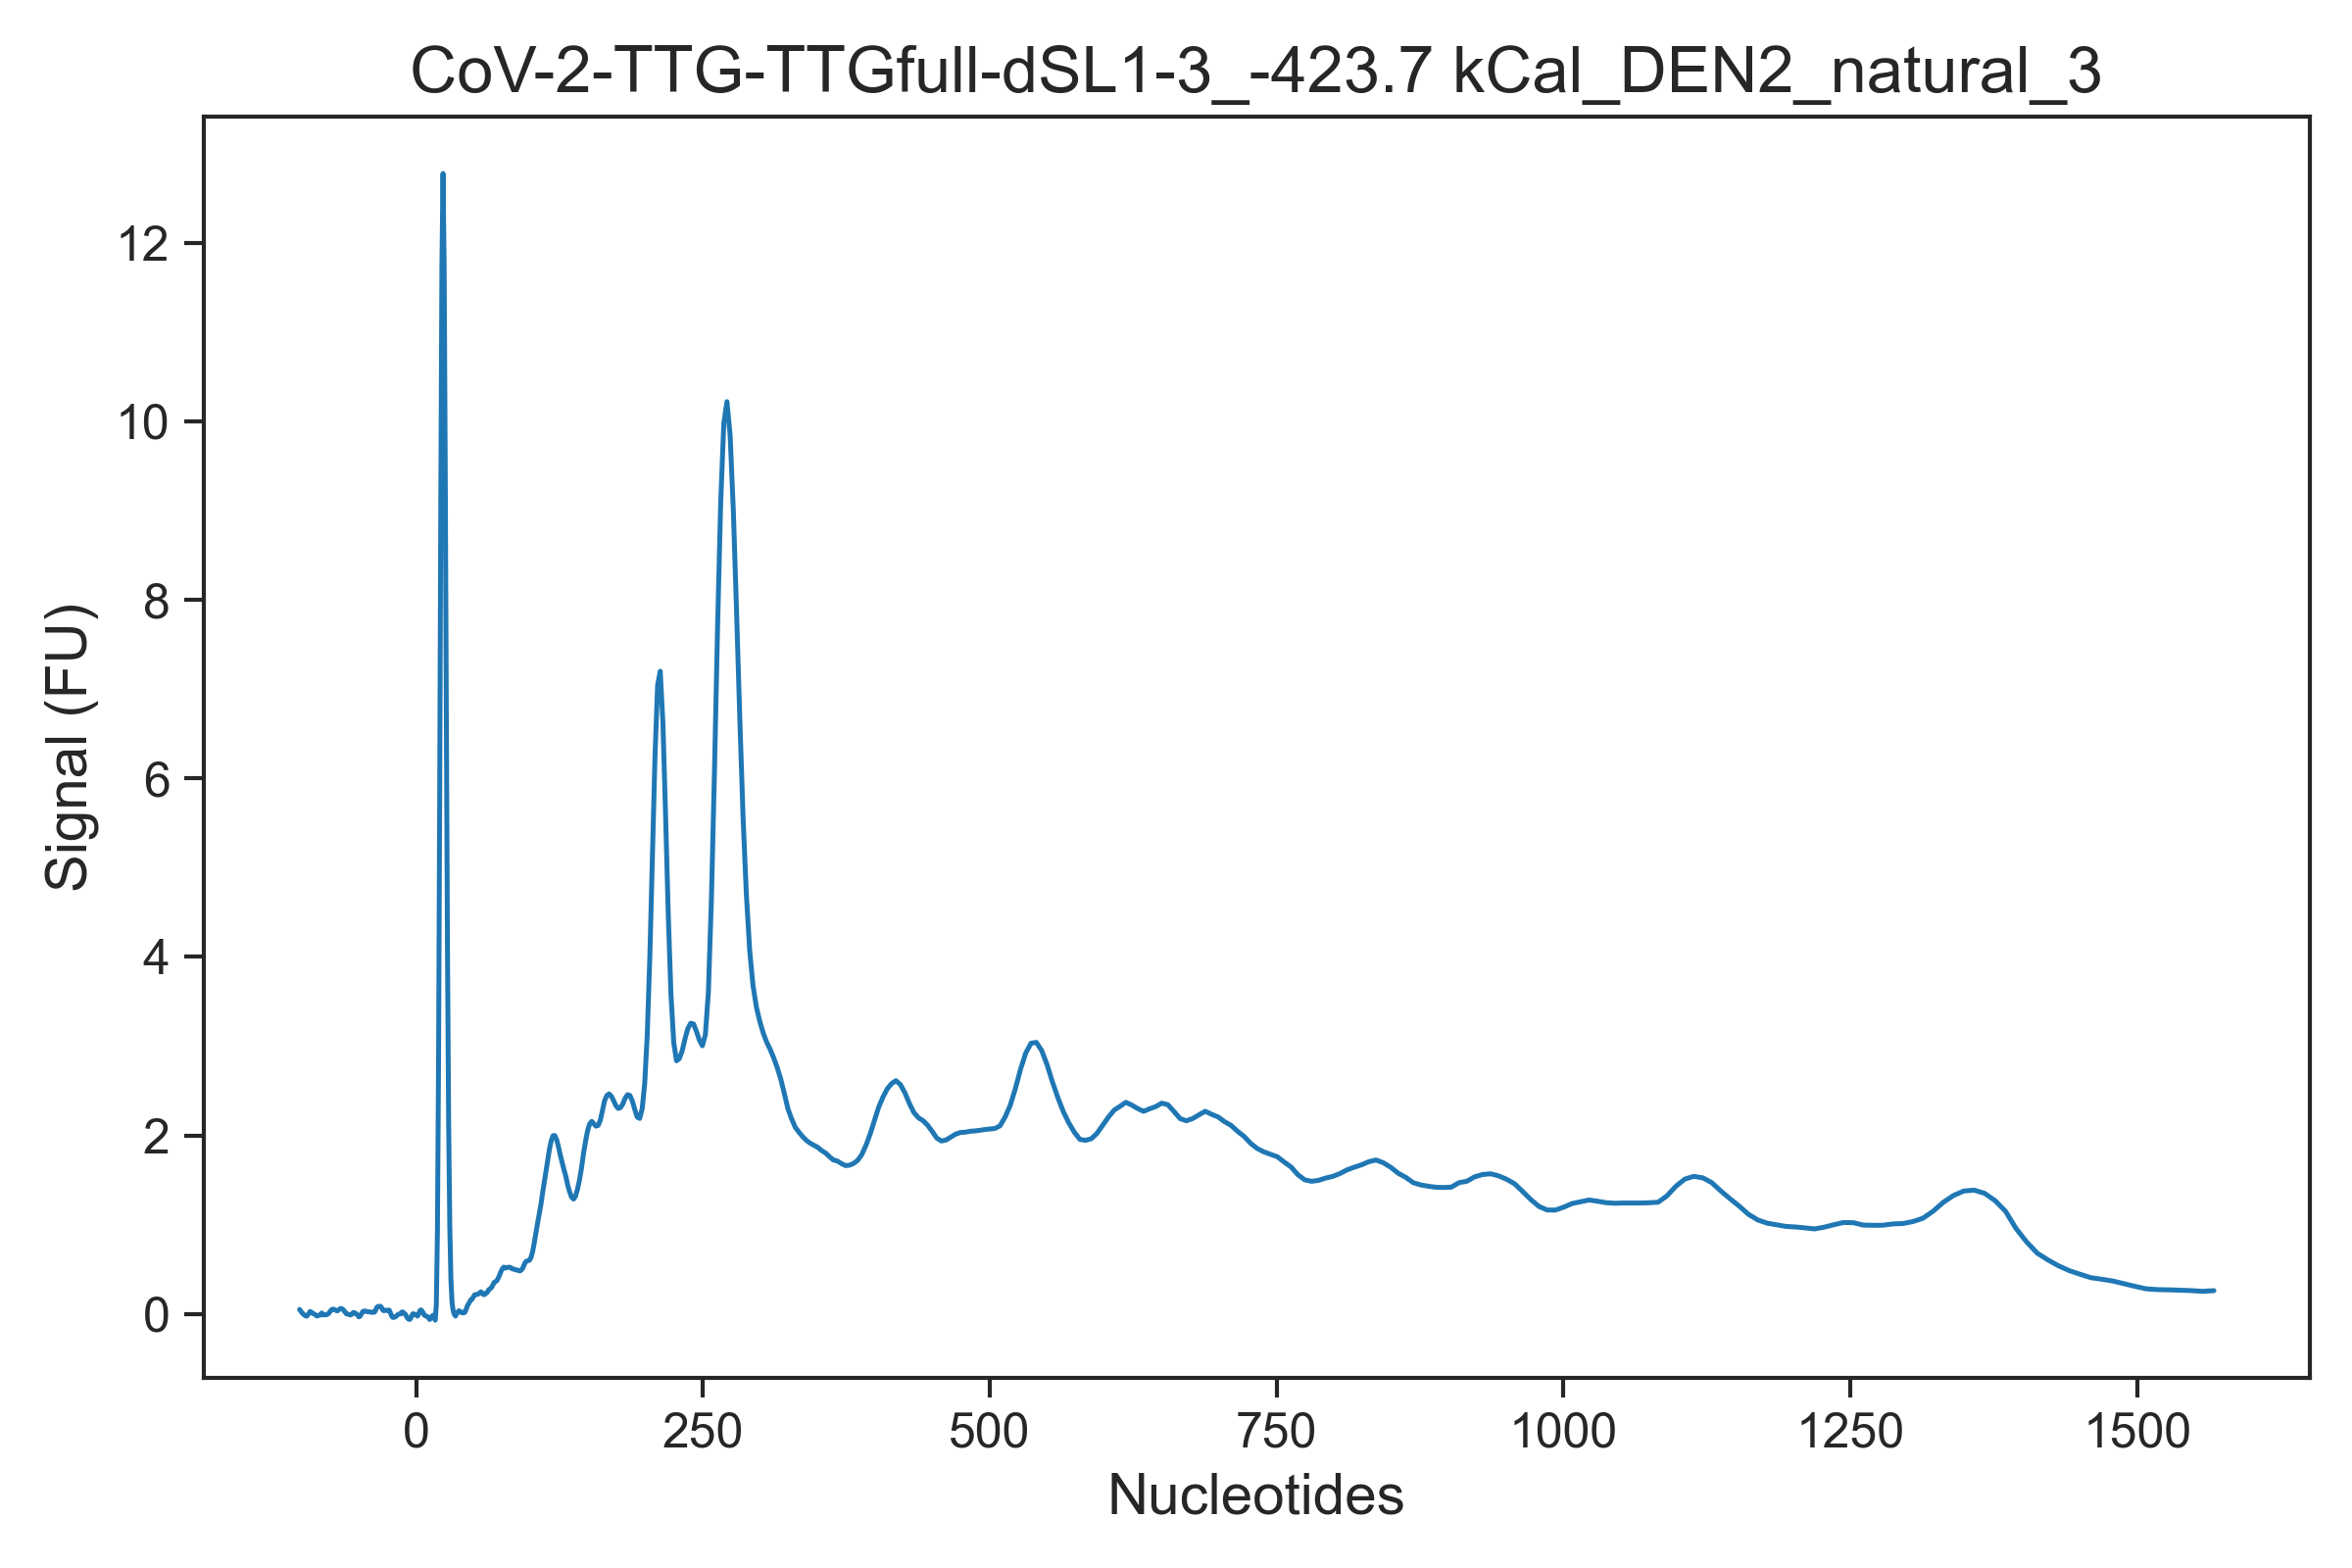 CoV-2-TTG-TTGfull-dSL1-3_-423.7 kCal_DEN2_natural_3
12
10
8
6
4
2
0
Signal (FU)
0 250 500 750 1000 1250 1500
Nucleotides